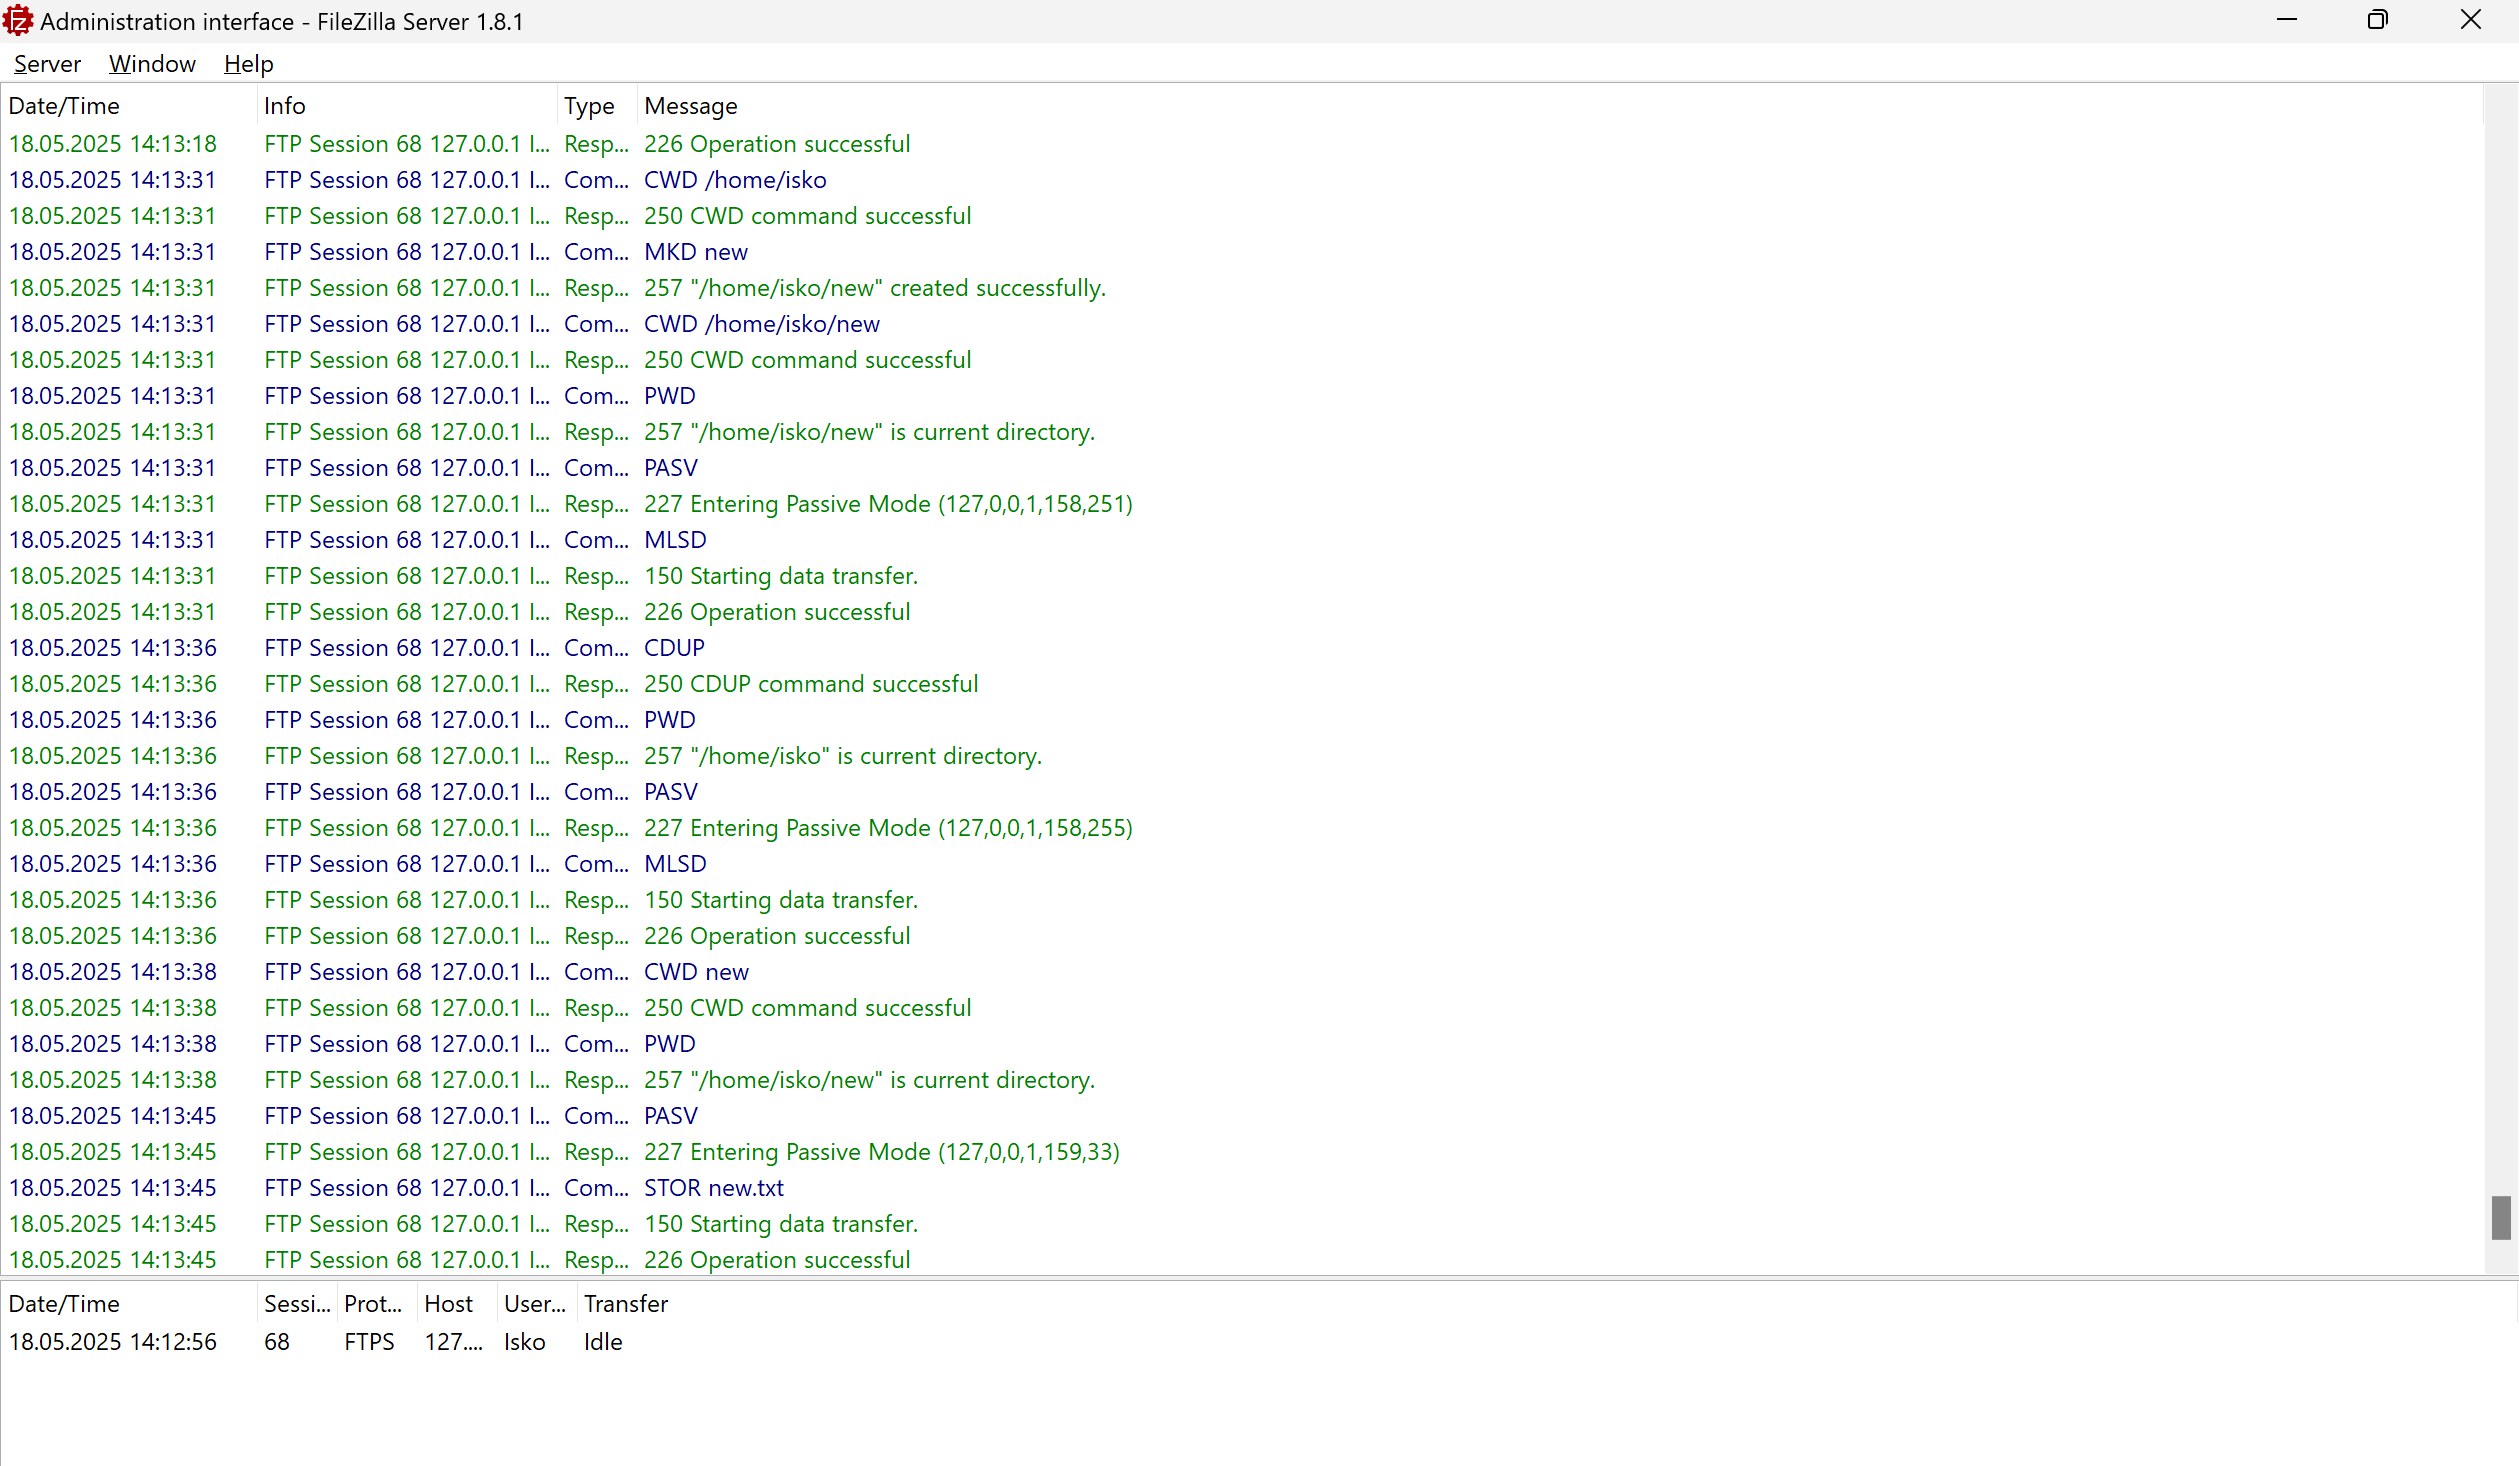 Administration interface - FileZilla Server 1.8.1
Server Window Help
Date/Time Info Type Message
18.05.2025 14:13:18 FTP Session 68 127.0.0.1 I... Resp... 226 Operation successful
18.05.2025 14:13:31 FTP Session 68 127.0.0.1 I... Com... CWD /home/isko
18.05.2025 14:13:31 FTP Session 68 127.0.0.1 I... Resp... 250 CWD command successful
18.05.2025 14:13:31 FTP Session 68 127.0.0.1 I... Com... MKD new
18.05.2025 14:13:31 FTP Session 68 127.0.0.1 I... Resp... 257 "/home/isko/new" created successfully.
18.05.2025 14:13:31 FTP Session 68 127.0.0.1 I... Com... CWD /home/isko/new
18.05.2025 14:13:31 FTP Session 68 127.0.0.1 I... Resp... 250 CWD command successful
18.05.2025 14:13:31 FTP Session 68 127.0.0.1 I... Com... PWD
18.05.2025 14:13:31 FTP Session 68 127.0.0.1 I... Resp... 257 "/home/isko/new" is current directory.
18.05.2025 14:13:31 FTP Session 68 127.0.0.1 I... Com... PASV
18.05.2025 14:13:31 FTP Session 68 127.0.0.1 I... Resp... 227 Entering Passive Mode (127,0,0,1,158,251)
18.05.2025 14:13:31 FTP Session 68 127.0.0.1 I... Com... MLSD
18.05.2025 14:13:31 FTP Session 68 127.0.0.1 I... Resp... 150 Starting data transfer.
18.05.2025 14:13:31 FTP Session 68 127.0.0.1 I... Resp... 226 Operation successful
18.05.2025 14:13:36 FTP Session 68 127.0.0.1 I... Com... CDUP
18.05.2025 14:13:36 FTP Session 68 127.0.0.1 I... Resp... 250 CDUP command successful
18.05.2025 14:13:36 FTP Session 68 127.0.0.1 I... Com... PWD
18.05.2025 14:13:36 FTP Session 68 127.0.0.1 I... Resp... 257 "/home/isko" is current directory.
18.05.2025 14:13:36 FTP Session 68 127.0.0.1 I... Com... PASV
18.05.2025 14:13:36 FTP Session 68 127.0.0.1 I... Resp... 227 Entering Passive Mode (127,0,0,1,158,255)
18.05.2025 14:13:36 FTP Session 68 127.0.0.1 I... Com... MLSD
18.05.2025 14:13:36 FTP Session 68 127.0.0.1 I... Resp... 150 Starting data transfer.
18.05.2025 14:13:36 FTP Session 68 127.0.0.1 I... Resp... 226 Operation successful
18.05.2025 14:13:38 FTP Session 68 127.0.0.1 I... Com... CWD new
18.05.2025 14:13:38 FTP Session 68 127.0.0.1 I... Resp... 250 CWD command successful
18.05.2025 14:13:38 FTP Session 68 127.0.0.1 I... Com... PWD
18.05.2025 14:13:38 FTP Session 68 127.0.0.1 I... Resp... 257 "/home/isko/new" is current directory.
18.05.2025 14:13:45 FTP Session 68 127.0.0.1 I... Com... PASV
18.05.2025 14:13:45 FTP Session 68 127.0.0.1 I... Resp... 227 Entering Passive Mode (127,0,0,1,159,33)
18.05.2025 14:13:45 FTP Session 68 127.0.0.1 I... Com... STOR new.txt
18.05.2025 14:13:45 FTP Session 68 127.0.0.1 I... Resp... 150 Starting data transfer.
18.05.2025 14:13:45 FTP Session 68 127.0.0.1 I... Resp... 226 Operation successful
Date/Time Sessi... Prot... Host User... Transfer
18.05.2025 14:12:56 68 FTPS 127.... Isko Idle